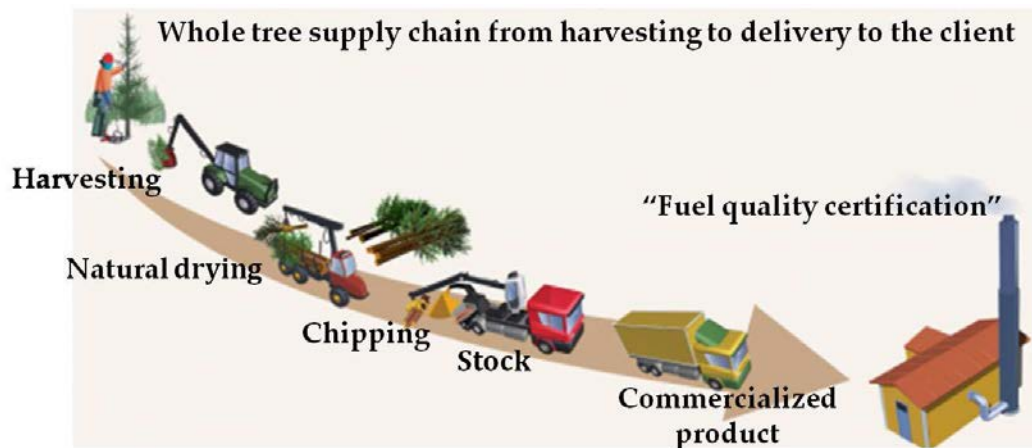 Whole tree supply chain from harvesting to delivery to the client
Harvesting
“Fuel quality certification”
Natural drying
Chipping
Stock
Commercialized
product